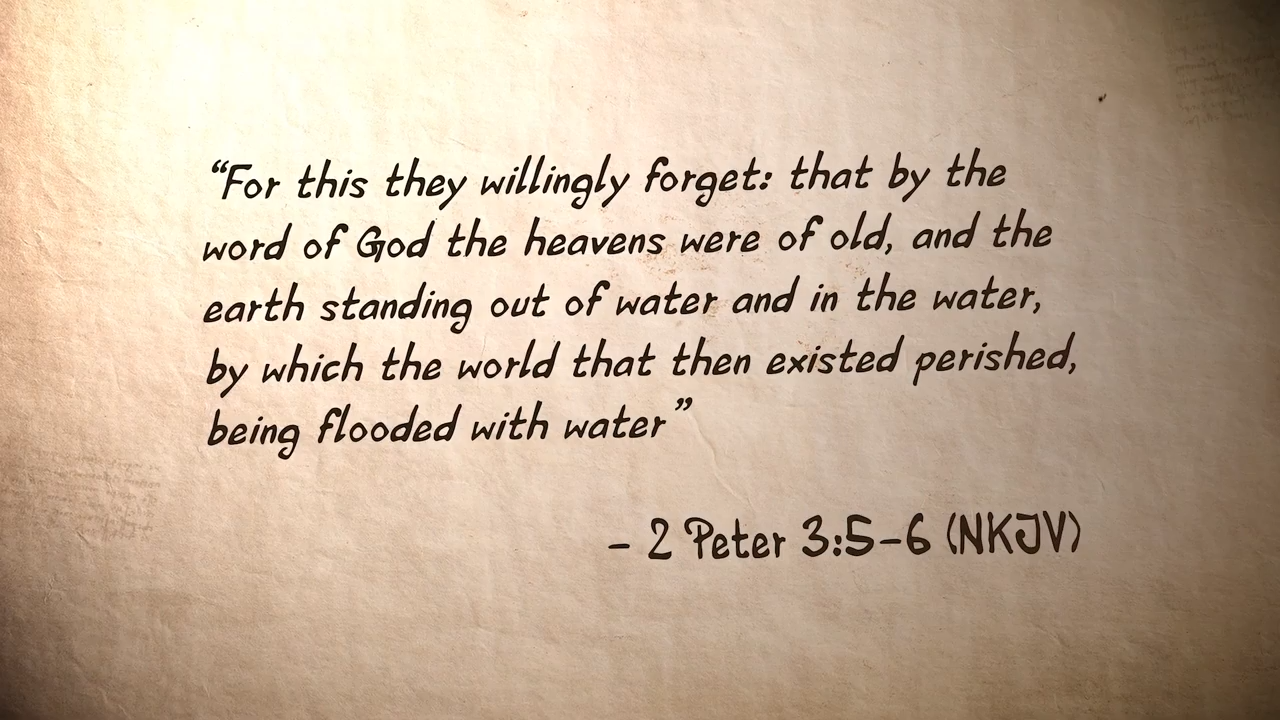 “For this they willingly forget: that by the
word of God the heavens were of old, and the
earth standing out of water and in the water,
by which the world that then existed perished,
being flooded with water”
– 2 Peter 3:5–6 (NKJV)